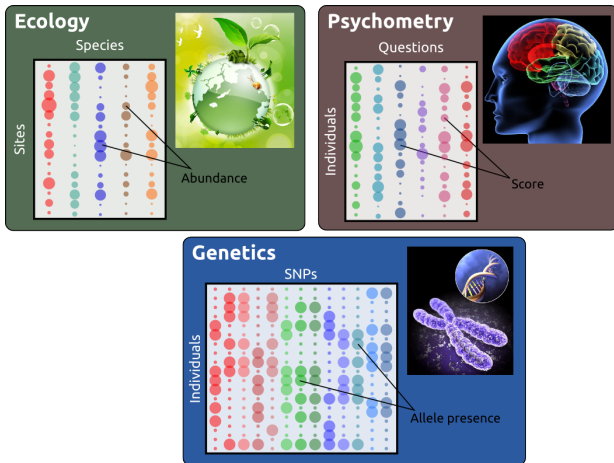 Ecology
Species
Sites
Abundance
Psychometry
Questions
Individuals
Score
Genetics
SNPs
Individuals
Allele presence